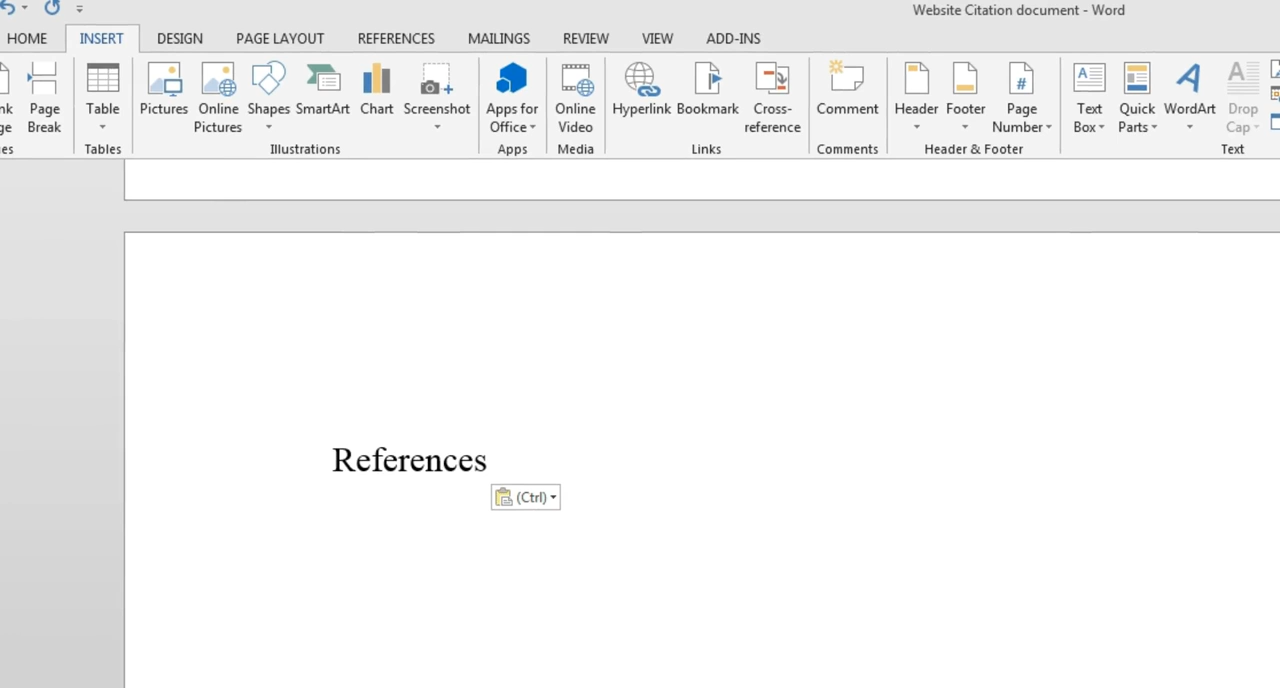 Website Citation document - Word
HOME INSERT DESIGN PAGE LAYOUT REFERENCES MAILINGS REVIEW VIEW ADD-INS
Page Break
Table
Pictures
Online Pictures
Shapes
SmartArt
Chart
Screenshot
Apps for Office
Online Video
Hyperlink
Bookmark
Cross-reference
Comment
Header
Footer
Page Number
Text Box
Quick Parts
WordArt
Drop Cap
Tables Illustrations Apps Media Links Comments Header & Footer Text
References
(Ctrl)